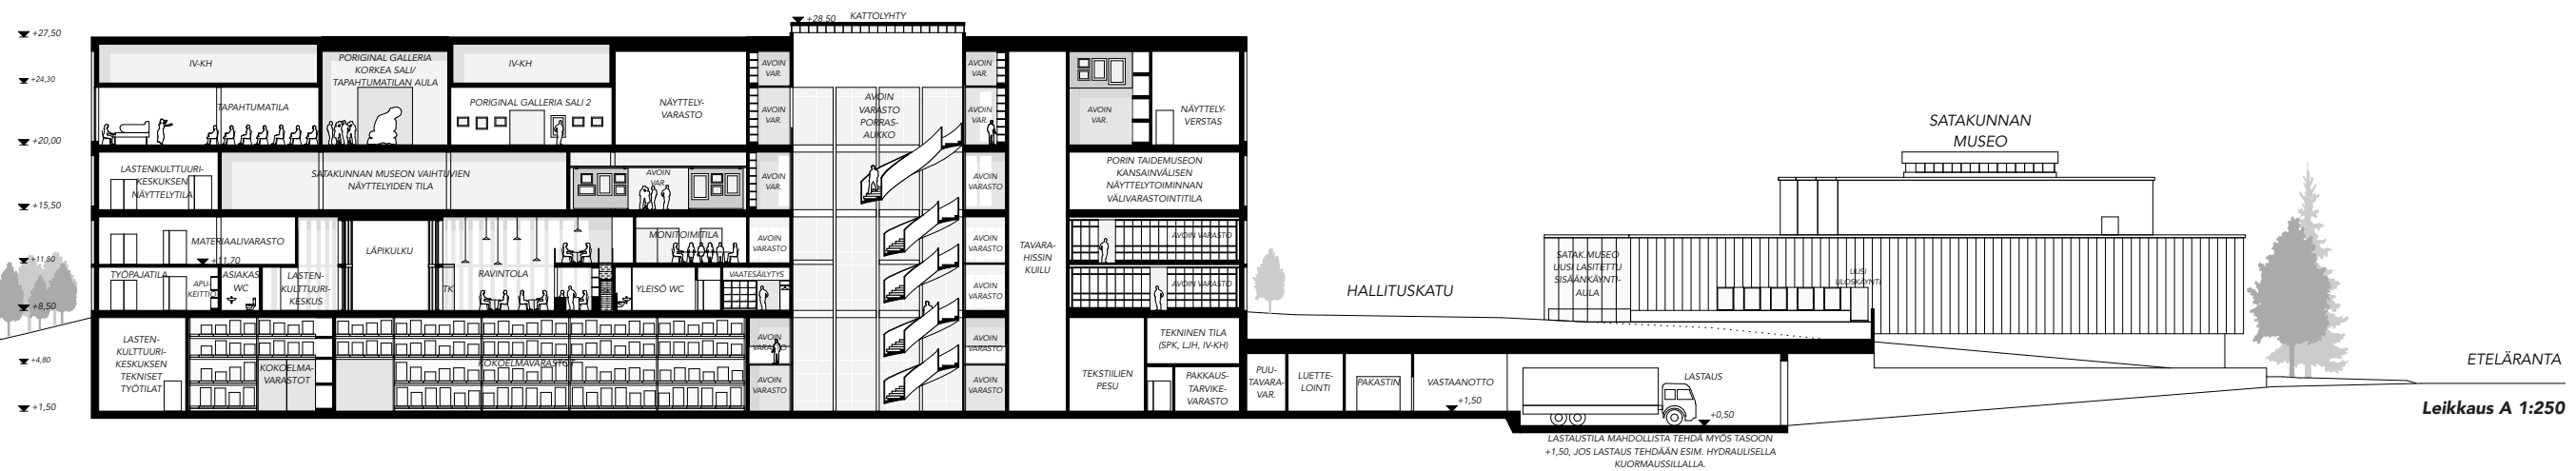 +28,50
KATTOLYHTY
+27,50
+24,30
+20,00
+15,50
+11,80
+8,50
+4,80
+1,50
IV-KH
PORIGINAL GALLERIA
KORKEA SALI/
TAPAHTUMATILAN AULA
IV-KH
TAPAHTUMATILA
PORIGINAL GALLERIA SALI 2
NÄYTTELY-
VARASTO
AVOIN
VAR.
AVOIN
VAR.
AVOIN
VARASTO
PORRAS-
AUKKO
AVOIN
VAR.
AVOIN
VAR.
AVOIN
VAR.
NÄYTTELY-
VERSTAS
LASTENKULTTUURI-
KESKUKSEN
NÄYTTELYTILA
SATAKUNNAN MUSEON VAIHTUVIEN
NÄYTTELYIDEN TILA
AVOIN
VAR.
AVOIN
VAR.
AVOIN
VARASTO
PORIN TAIDEMUSEON
KANSAINVÄLISEN
NÄYTTELYTOIMINNAN
VÄLIVARASTOINTITILA
MATERIAALIVARASTO
+11,70
LÄPIKULKU
MONITOIMITILA
AVOIN
VARASTO
AVOIN
VARASTO
TAVARA-
HISSIN
KUILU
AVOIN VARASTO
TYÖPAJATILA
APU-
KEITTIÖ
ASIAKAS
WC
LASTEN-
KULTTUURI-
KESKUS
TK
RAVINTOLA
YLEISÖ WC
VAATESÄILYTYS
AVOIN
VARASTO
AVOIN
VARASTO
AVOIN VARASTO
LASTEN-
KULTTUURI-
KESKUKSEN
TEKNISET
TYÖTILAT
KOKOELMA-
VARASTOT
KOKOELMAVARASTOT
AVOIN
VARASTO
AVOIN
VARASTO
AVOIN
VARASTO
AVOIN
VARASTO
TEKSTIILIEN
PESU
TEKNINEN TILA
(SPK, LJH, IV-KH)
PAKKAUS-
TARVIKE-
VARASTO
PUU-
TAVARA-
VAR.
LUETTE-
LOINTI
PAKASTIN
VASTAANOTTO
+1,50
LASTAUS
+0,50
LASTAUSTILA MAHDOLLISTA TEHDÄ MYÖS TASOON
+1,50, JOS LASTAUS TEHDÄÄN ESIM. HYDRAULISELLA
KUORMAUSSILLALLA.
HALLITUSKATU
SATAKUNNAN
MUSEO
SATAK.MUSEO
UUSI LASITETTU
SISÄÄNKÄYNTI-
AULA
UUSI
ULOSKÄYNTI
ETELÄRANTA
Leikkaus A 1:250